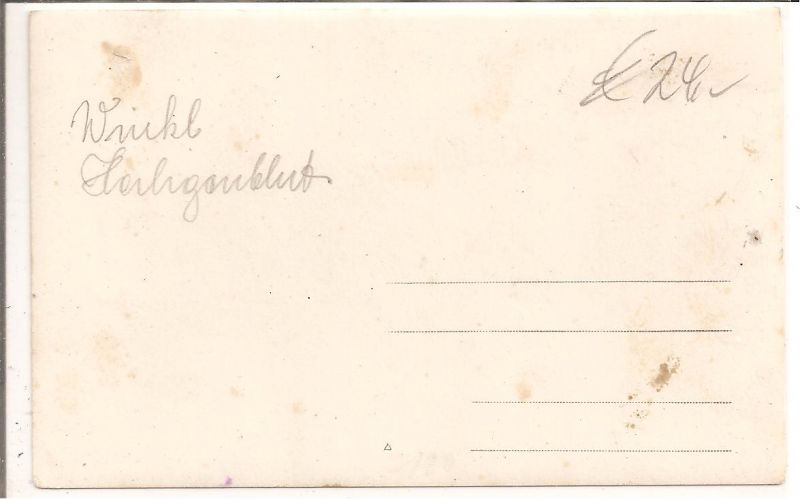 Winkl
Heiligenblut
€ 24,-